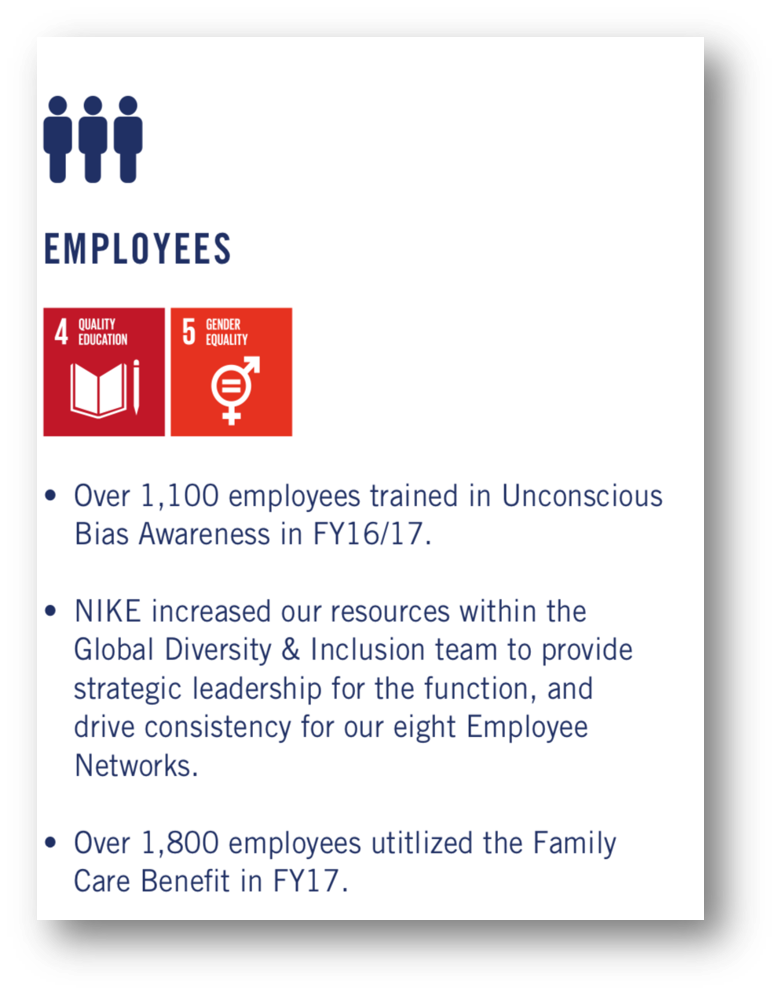 EMPLOYEES
4 QUALITY
EDUCATION
5 GENDER
EQUALITY
• Over 1,100 employees trained in Unconscious
Bias Awareness in FY16/17.
• NIKE increased our resources within the
Global Diversity & Inclusion team to provide
strategic leadership for the function, and
drive consistency for our eight Employee
Networks.
• Over 1,800 employees utitlized the Family
Care Benefit in FY17.